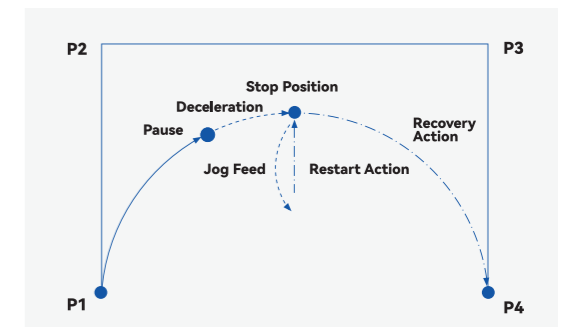 P2
P3
Stop Position
Deceleration
Pause
Recovery
Action
Jog Feed
Restart Action
P1
P4